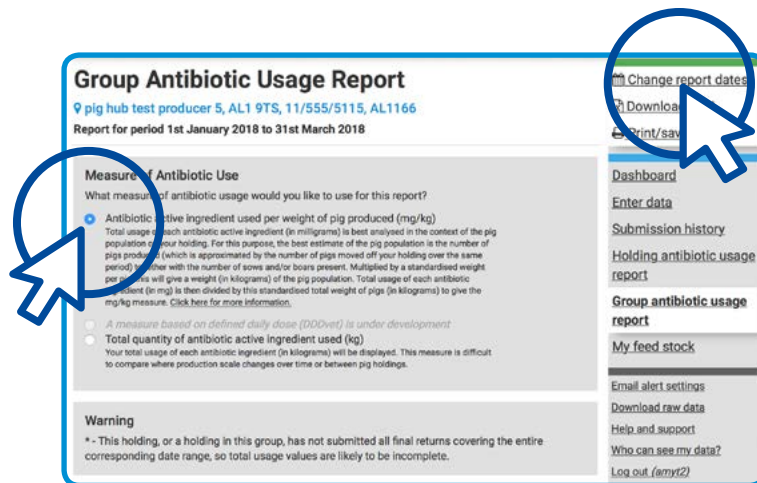 Group Antibiotic Usage Report
pig hub test producer 5, AL1 9TS, 11/555/5115, AL1166
Report for period 1st January 2018 to 31st March 2018
Measure of Antibiotic Use
What measure of antibiotic usage would you like to use for this report?
Antibiotic active ingredient used per weight of pig produced (mg/kg)
Total usage of each antibiotic active ingredient (in milligrams) is best analysed in the context of the pig
population on your holding. For this purpose, the best estimate of the pig population is the number of
pigs produced (which is approximated by the number of pigs moved off your holding over the same
period) together with the number of sows and/or boars present. Multiplied by a standardised weight
per pig this will give a weight (in kilograms) of the pig population. Total usage of each antibiotic
ingredient (in mg) is then divided by this standardised total weight of pigs (in kilograms) to give the
mg/kg measure. Click here for more information.
A measure based on defined daily dose (DDDvet) is under development
Total quantity of antibiotic active ingredient used (kg)
Your total usage of each antibiotic ingredient (in kilograms) will be displayed. This measure is difficult
to compare where production scale changes over time or between pig holdings.
Warning
* - This holding, or a holding in this group, has not submitted all final returns covering the entire
corresponding date range, so total usage values are likely to be incomplete.
Change report dates
Download
Print/save
Dashboard
Enter data
Submission history
Holding antibiotic usage
report
Group antibiotic usage
report
My feed stock
Email alert settings
Download raw data
Help and support
Who can see my data?
Log out (amyt2)